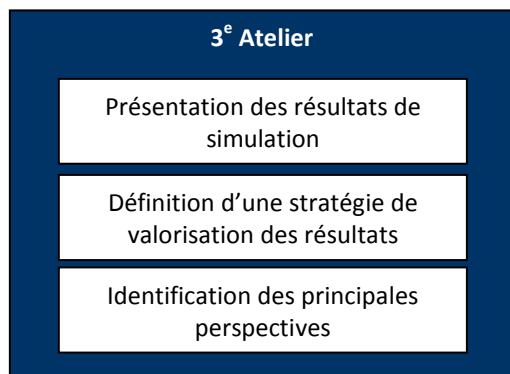 3e Atelier
Présentation des résultats de
simulation
Définition d’une stratégie de
valorisation des résultats
Identification des principales
perspectives